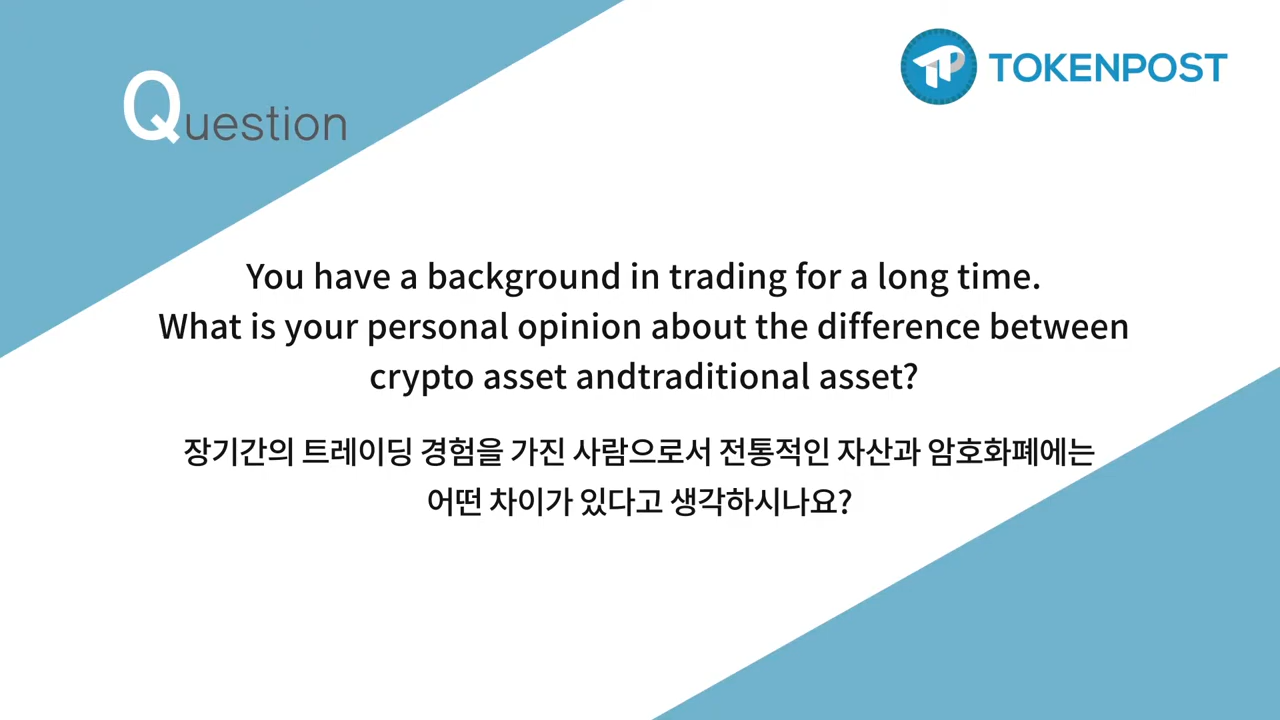 Question
TOKENPOST
You have a background in trading for a long time.
What is your personal opinion about the difference between
crypto asset andtraditional asset?
장기간의 트레이딩 경험을 가진 사람으로서 전통적인 자산과 암호화폐에는
어떤 차이가 있다고 생각하시나요?